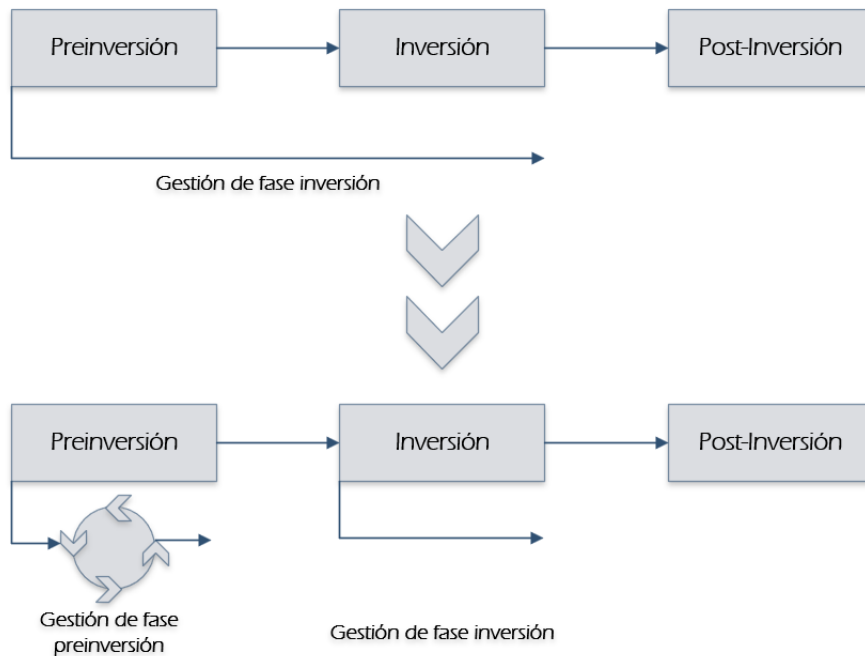 Preinversión
Inversión
Post-Inversión
Gestión de fase inversión
Preinversión
Inversión
Post-Inversión
Gestión de fase
preinversión
Gestión de fase inversión